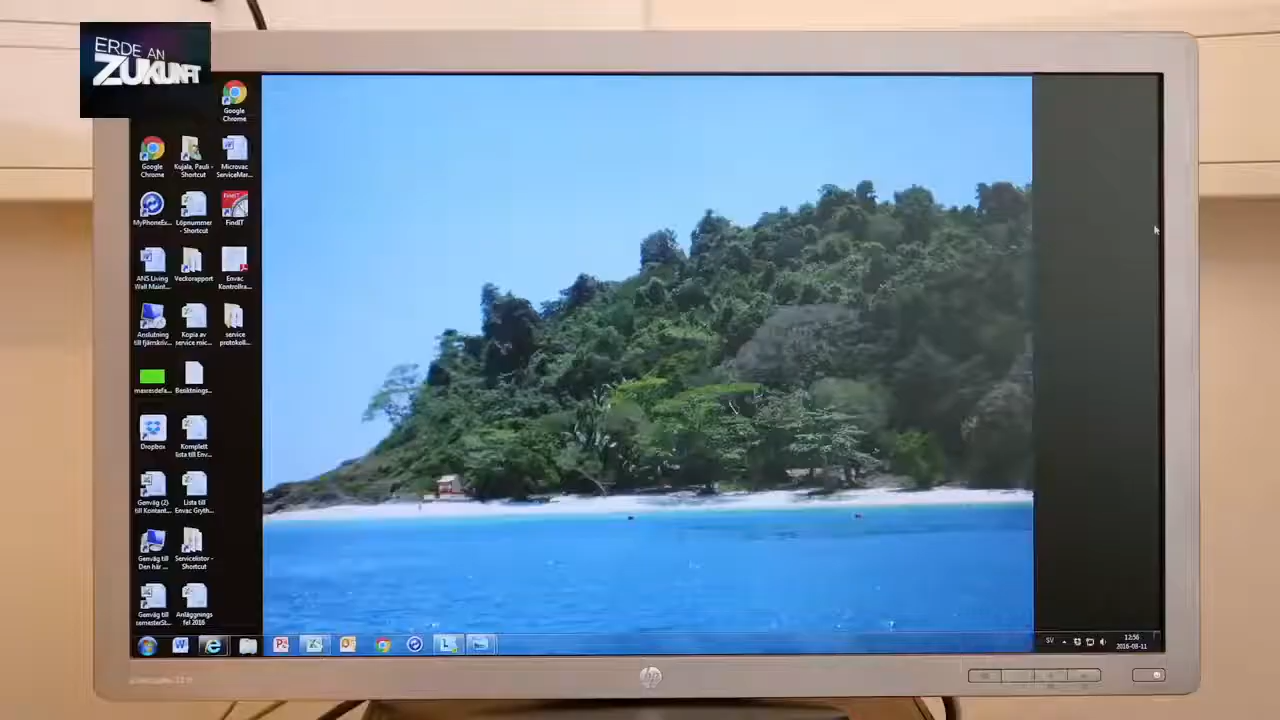 ERDE AN
ZUKUNFT
Google
Chrome
Google
Chrome
Kujala, Pauli -
Shortcut
Microvac
ServiceMan...
MyPhoneEx...
Löpnummer
- Shortcut
FindIT
FindIT
ANS Living
Wall Maint...
Veckorapport
Envac
Kontrollra...
Anslutning
till fjärrskriv...
Kopia av
service mic...
service
protokoll...
Besiktnings...
Dropbox
Komplett
lista till Env...
Genväg (2)
till Kontant...
Lista till
Envac Gryth...
Genväg till
Den här ...
Servicelistor -
Shortcut
Genväg till
semesterSt...
Anläggnings
fel 2016
SV
12:56
2016-08-11
hp